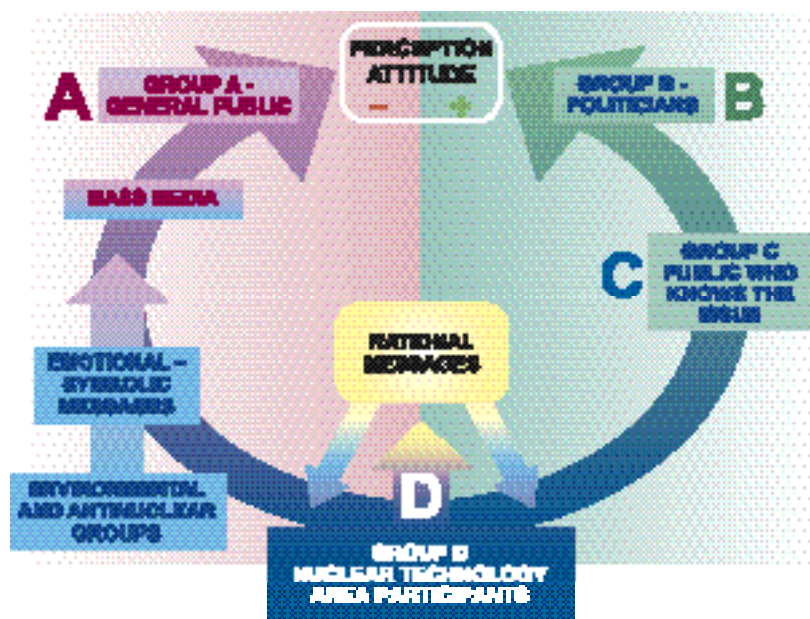 PERCEPTION
ATTITUDE
– +
A
GROUP A -
GENERAL PUBLIC
GROUP B -
POLITICIANS
B
MASS MEDIA
C
GROUP C
PUBLIC WHO
KNOWS THE
ISSUE
RATIONAL
MESSAGES
EMOTIONAL –
SYMBOLIC
MESSAGES
ENVIRONMENTAL
AND ANTINUCLEAR
GROUPS
D
GROUP D
NUCLEAR TECHNOLOGY
AREA PARTICIPANTS